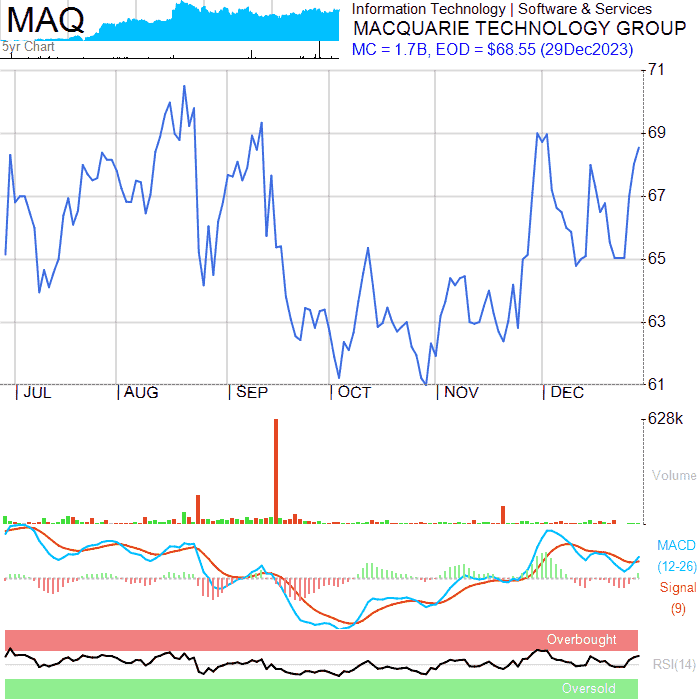 MAQ
5yr Chart
Information Technology | Software & Services
MACQUARIE TECHNOLOGY GROUP
MC = 1.7B, EOD = $68.55 (29Dec2023)
71
69
67
65
63
61
| JUL | AUG | SEP | OCT | NOV | DEC
628k
Volume
MACD
(12-26)
Signal
(9)
Overbought
RSI(14)
Oversold